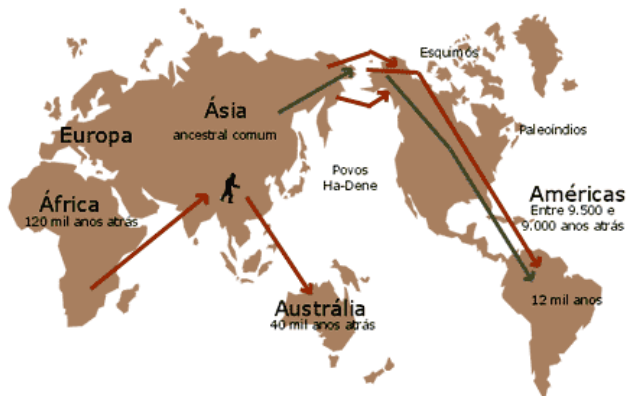 Esquimós
Ásia
ancestral comum
Europa
Paleoíndios
Povos
Ha-Dene
África
120 mil anos atrás
Américas
Entre 9.500 e
9.000 anos atrás
Austrália
40 mil anos atrás
12 mil anos